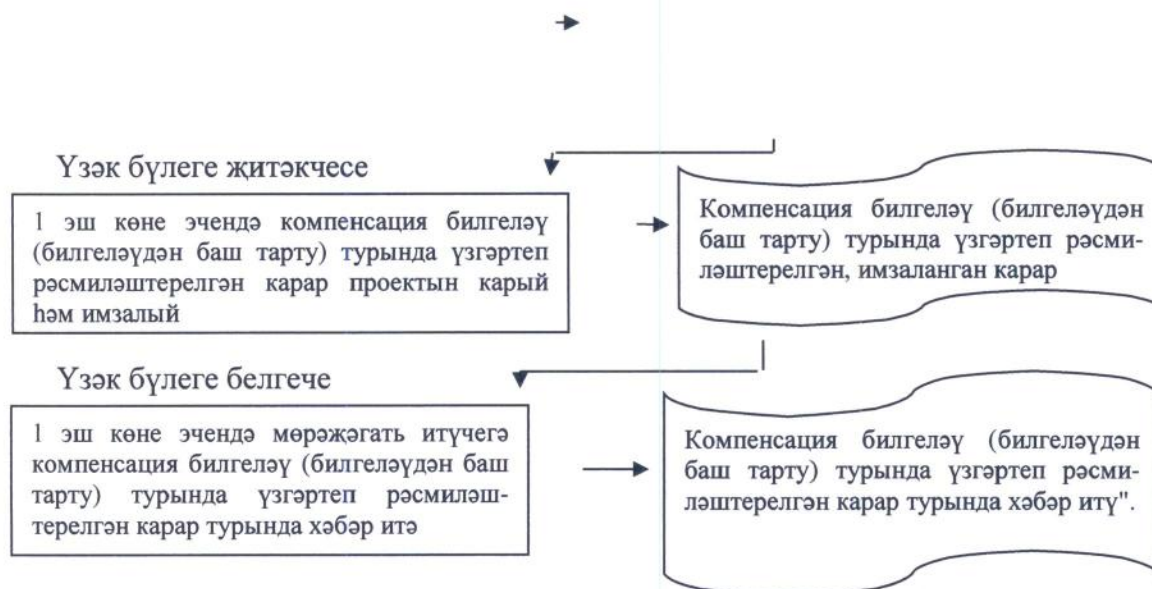 Үзәк бүлеге җитәкчесе
1 эш көне эчендә компенсация билгеләү
(билгеләүдән баш тарту) турында үзгәртеп
рәсмиләштерелгән карар проектын карый
һәм имзалый
Компенсация билгеләү (билгеләүдән
баш тарту) турында үзгәртеп рәсми-
ләштерелгән, имзаланган карар
Үзәк бүлеге белгече
1 эш көне эчендә мөрәҗәгать итүчегә
компенсация билгеләү (билгеләүдән баш
тарту) турында үзгәртеп рәсмиләш-
терелгән карар турында хәбәр итә
Компенсация билгеләү (билгеләүдән
баш тарту) турында үзгәртеп рәсми-
ләштерелгән карар турында хәбәр итү".